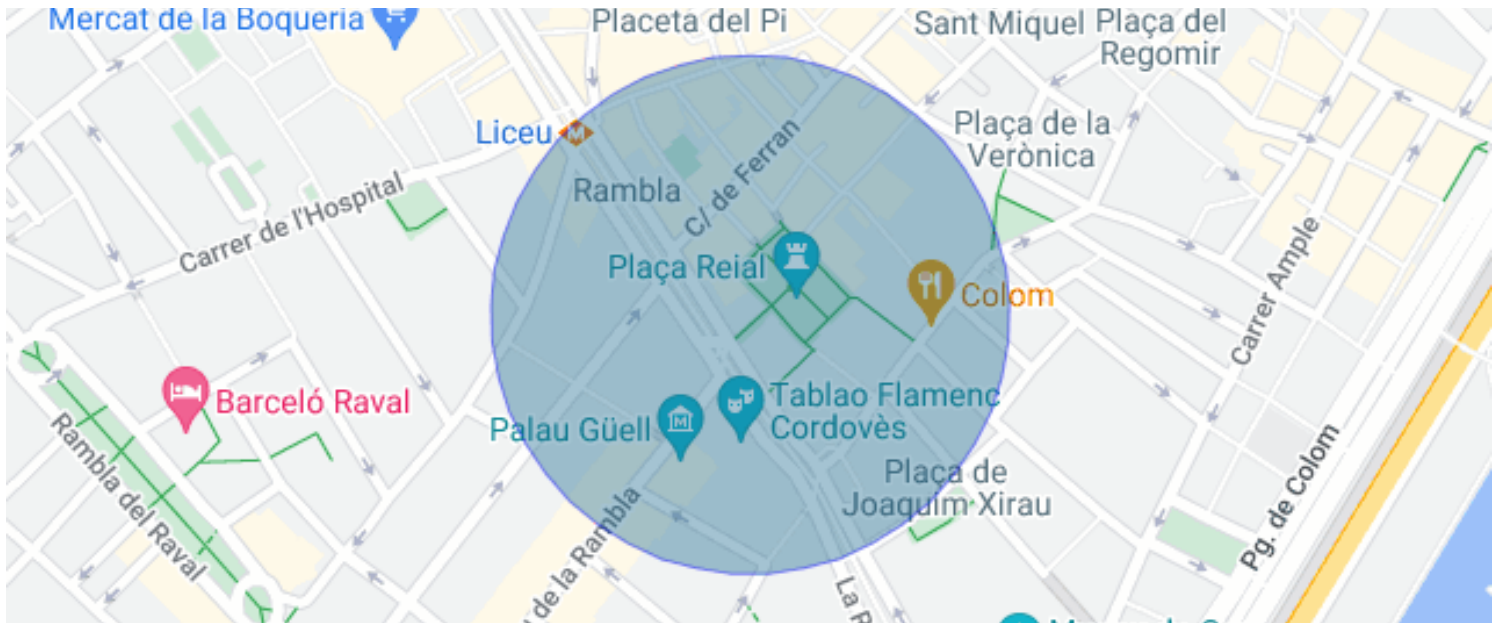 Mercat de la Boqueria
Placeta del Pi
Sant Miquel
Plaça del
Regomir
Liceu
Plaça de la
Verònica
Rambla
C/ de Ferran
Carrer de l'Hospital
Plaça Reial
Colom
Carrer Ample
Barceló Raval
Tablao Flamenc
Cordovès
Palau Güell
Rambla del Raval
Plaça de
Joaquim Xirau
Pg. de Colom
de la Rambla
La R